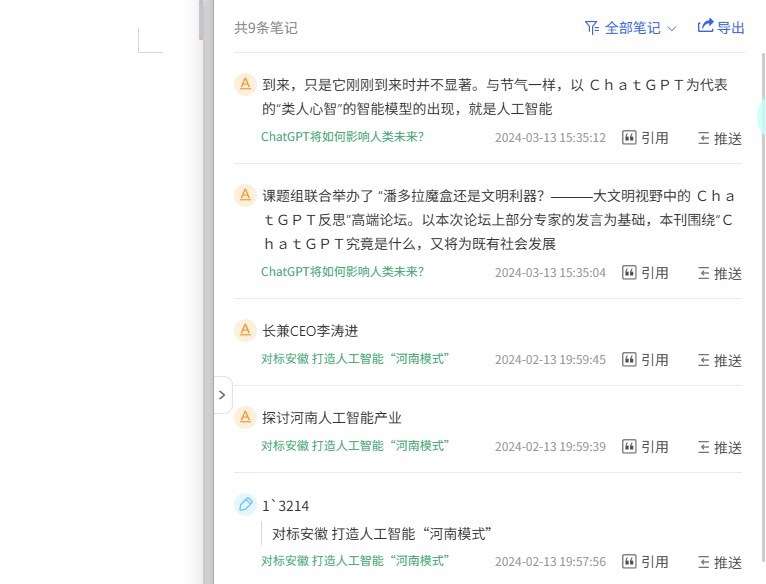 共9条笔记 全部笔记 导出
到来，只是它刚刚到来时并不显著。与节气一样，以 ＣｈａｔＧＰＴ为代表
的“类人心智”的智能模型的出现，就是人工智能
ChatGPT将如何影响人类未来？ 2024-03-13 15:35:12 引用 推送
课题组联合举办了 “潘多拉魔盒还是文明利器？———大文明视野中的 Ｃｈａ
ｔＧＰＴ反思”高端论坛。以本次论坛上部分专家的发言为基础，本刊围绕“Ｃ
ｈａｔＧＰＴ究竟是什么，又将为既有社会发展
ChatGPT将如何影响人类未来？ 2024-03-13 15:35:04 引用 推送
长兼CEO李涛进
对标安徽 打造人工智能“河南模式” 2024-02-13 19:59:45 引用 推送
探讨河南人工智能产业
对标安徽 打造人工智能“河南模式” 2024-02-13 19:59:39 引用 推送
1`3214
对标安徽 打造人工智能“河南模式”
对标安徽 打造人工智能“河南模式” 2024-02-13 19:57:56 引用 推送